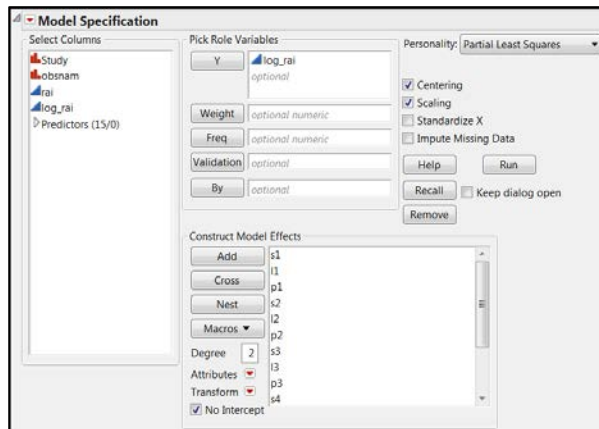 Model Specification
Select Columns
Study
obsnam
rai
log_rai
Predictors (15/0)
Pick Role Variables
Y
log_rai
optional
Weight
optional numeric
Freq
optional numeric
Validation
optional
By
optional
Personality: Partial Least Squares
Centering
Scaling
Standardize X
Impute Missing Data
Help
Run
Recall
Keep dialog open
Remove
Construct Model Effects
Add
Cross
Nest
Macros
Degree 2
Attributes
Transform
No Intercept
s1
l1
p1
s2
l2
p2
s3
l3
p3
s4